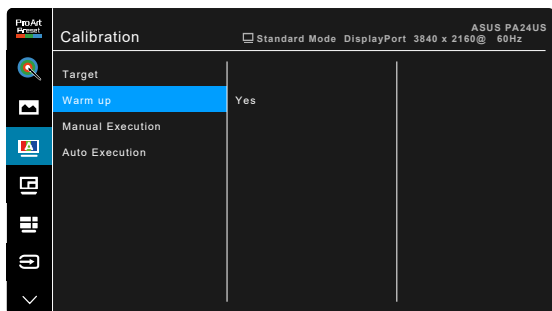 ProArt
Preset
Calibration
ASUS PA24US
Standard Mode DisplayPort 3840 x 2160@ 60Hz
Target
Warm up
Yes
Manual Execution
Auto Execution
A